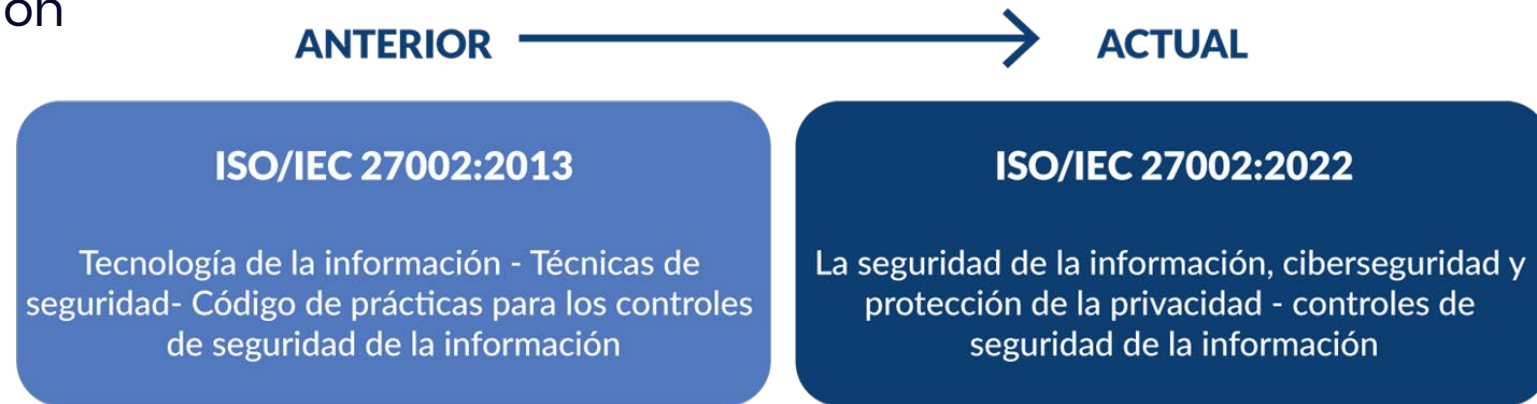 on
ANTERIOR
ACTUAL
ISO/IEC 27002:2013
Tecnología de la información - Técnicas de
seguridad- Código de prácticas para los controles
de seguridad de la información
ISO/IEC 27002:2022
La seguridad de la información, ciberseguridad y
protección de la privacidad - controles de
seguridad de la información